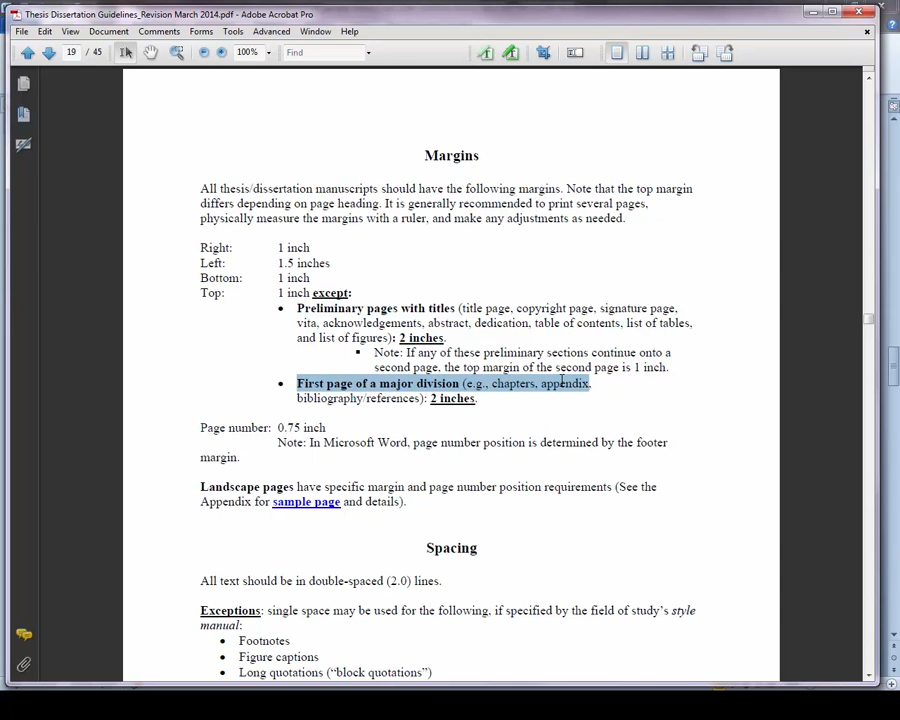 Thesis Dissertation Guidelines_Revision March 2014.pdf - Adobe Acrobat Pro
File Edit View Document Comments Forms Tools Advanced Window Help
19 / 45 100% Find
Margins
All thesis/dissertation manuscripts should have the following margins. Note that the top margin
differs depending on page heading. It is generally recommended to print several pages,
physically measure the margins with a ruler, and make any adjustments as needed.
Right: 1 inch
Left: 1.5 inches
Bottom: 1 inch
Top: 1 inch except:
• Preliminary pages with titles (title page, copyright page, signature page,
vita, acknowledgements, abstract, dedication, table of contents, list of tables,
and list of figures): 2 inches.
▪ Note: If any of these preliminary sections continue onto a
second page, the top margin of the second page is 1 inch.
• First page of a major division (e.g., chapters, appendix,
bibliography/references): 2 inches.
Page number: 0.75 inch
Note: In Microsoft Word, page number position is determined by the footer
margin.
Landscape pages have specific margin and page number position requirements (See the
Appendix for sample page and details).
Spacing
All text should be in double-spaced (2.0) lines.
Exceptions: single space may be used for the following, if specified by the field of study's style
manual:
• Footnotes
• Figure captions
• Long quotations ("block quotations")